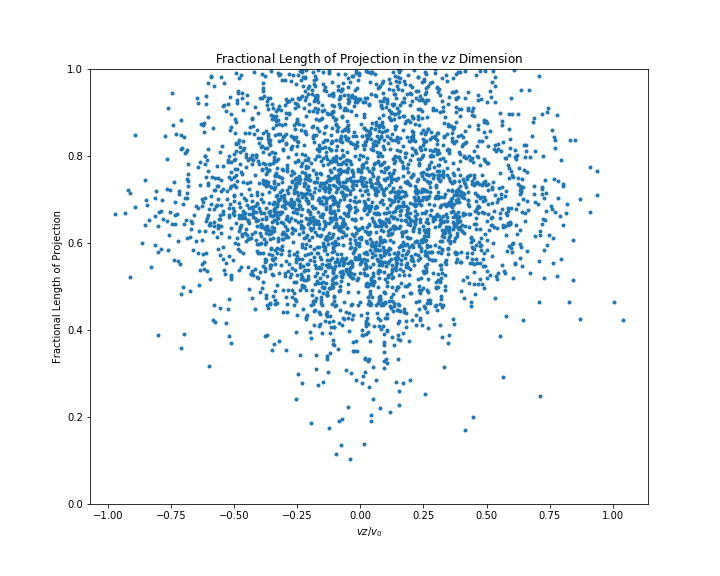 Fractional Length of Projection in the vz Dimension
1.0
0.8
0.6
0.4
0.2
0.0
Fractional Length of Projection
−1.00 −0.75 −0.50 −0.25 0.00 0.25 0.50 0.75 1.00
vz/v₀